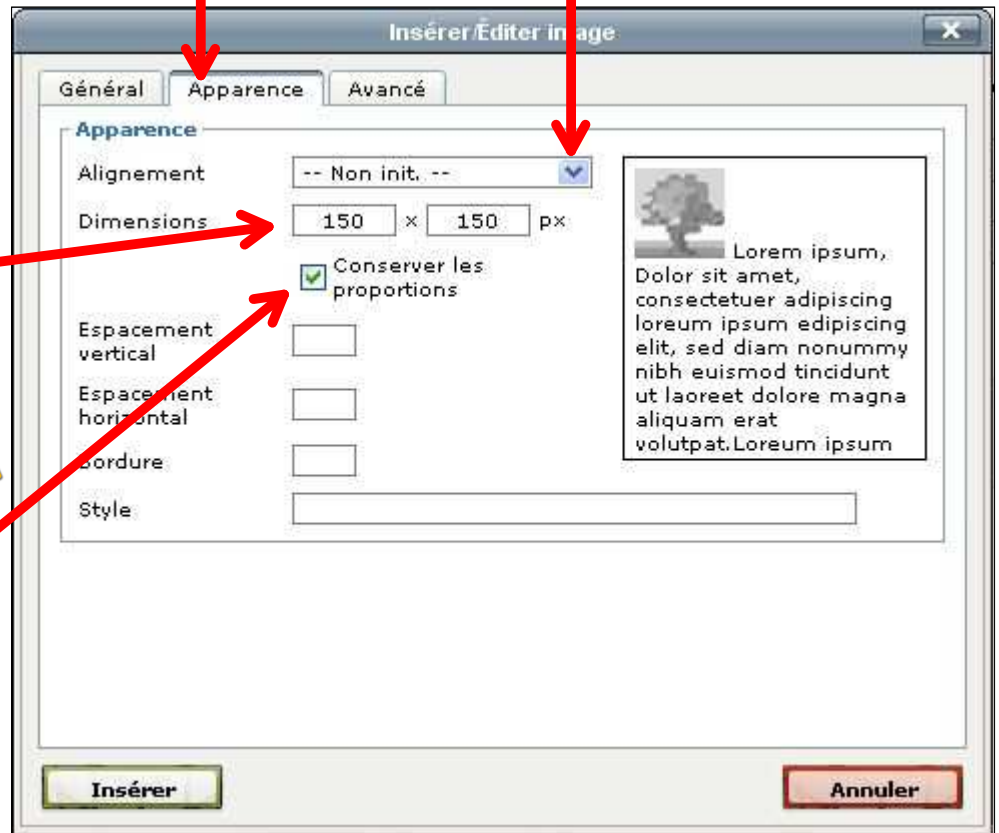 Insérer/Éditer image
Général Apparence Avancé
Apparence
Alignement -- Non init. --
Dimensions 150 x 150 px
Conserver les
proportions
Espacement
vertical
Espacement
horizontal
Bordure
Style
Lorem ipsum,
Dolor sit amet,
consectetuer adipiscing
loreum ipsum edipiscing
elit, sed diam nonummy
nibh euismod tincidunt
ut laoreet dolore magna
aliquam erat
volutpat.Loreum ipsum
Insérer Annuler